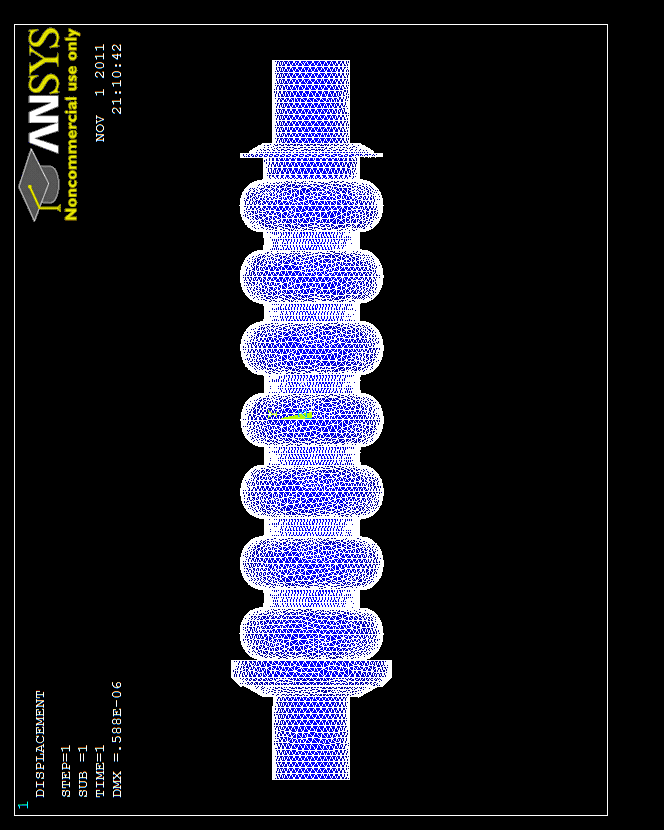 1
DISPLACEMENT
STEP=1
SUB =1
TIME=1
DMX =.588E-06
ANSYS
Noncommercial use only
NOV  1 2011
21:10:42